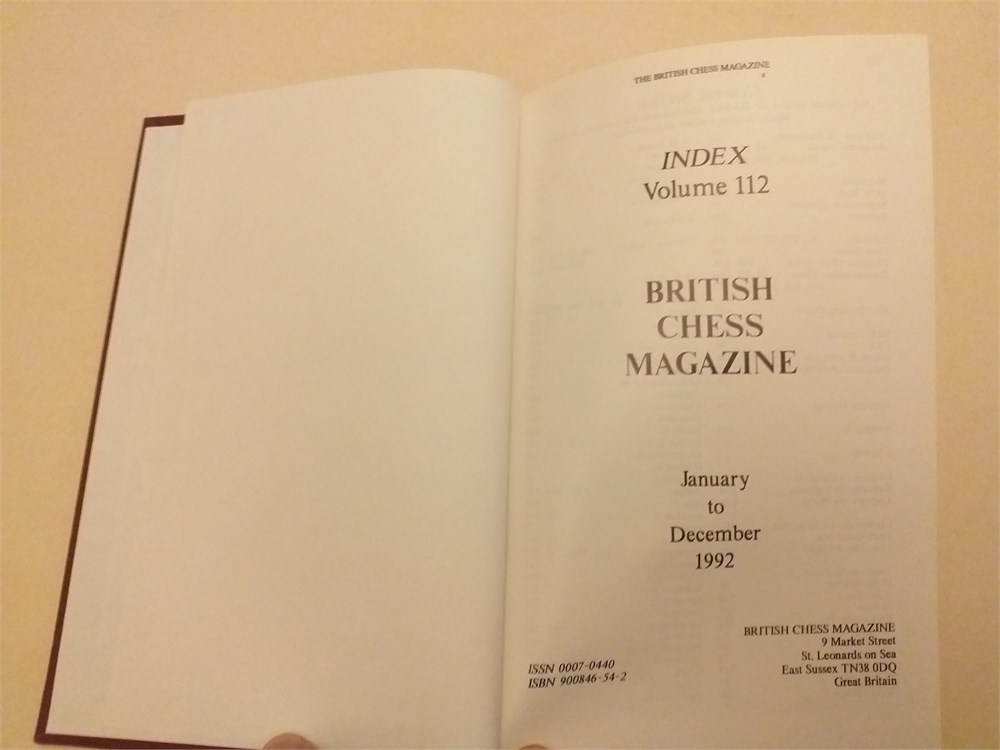 THE BRITISH CHESS MAGAZINE
INDEX
Volume 112
BRITISH
CHESS
MAGAZINE
January
to
December
1992
BRITISH CHESS MAGAZINE
9 Market Street
St. Leonards on Sea
East Sussex TN38 0DQ
Great Britain
ISSN 0007-0440
ISBN 900846-54-2